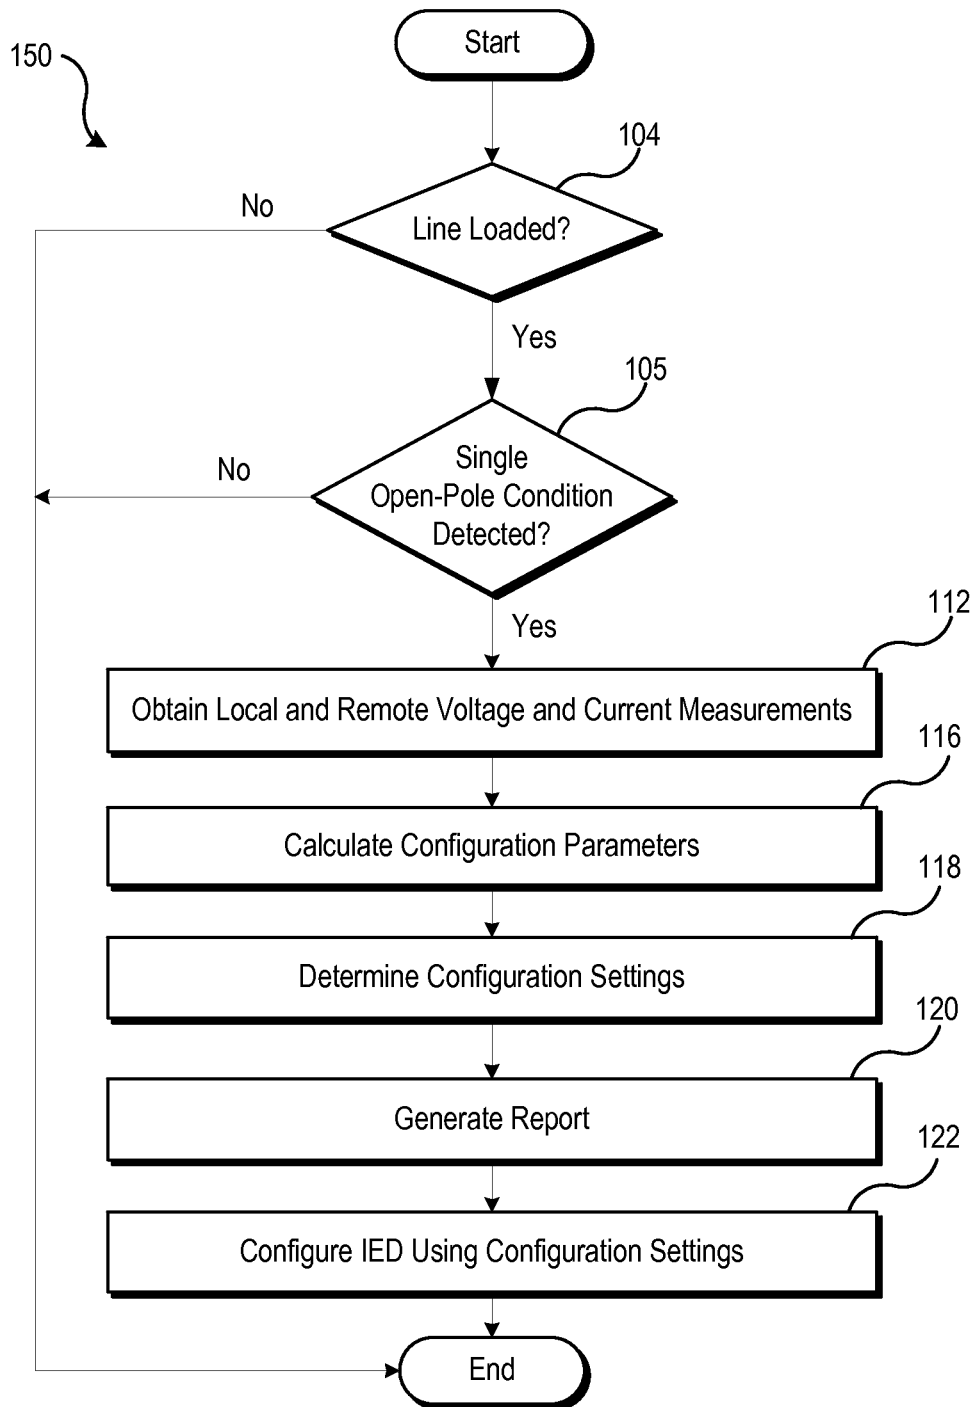 Start
150
104
No
Line Loaded?
Yes
105
Single
No
Open-Pole Condition
Detected?
Yes
112
Obtain Local and Remote Voltage and Current Measurements
116
Calculate Configuration Parameters
118
Determine Configuration Settings
120
Generate Report
122
Configure IED Using Configuration Settings
End